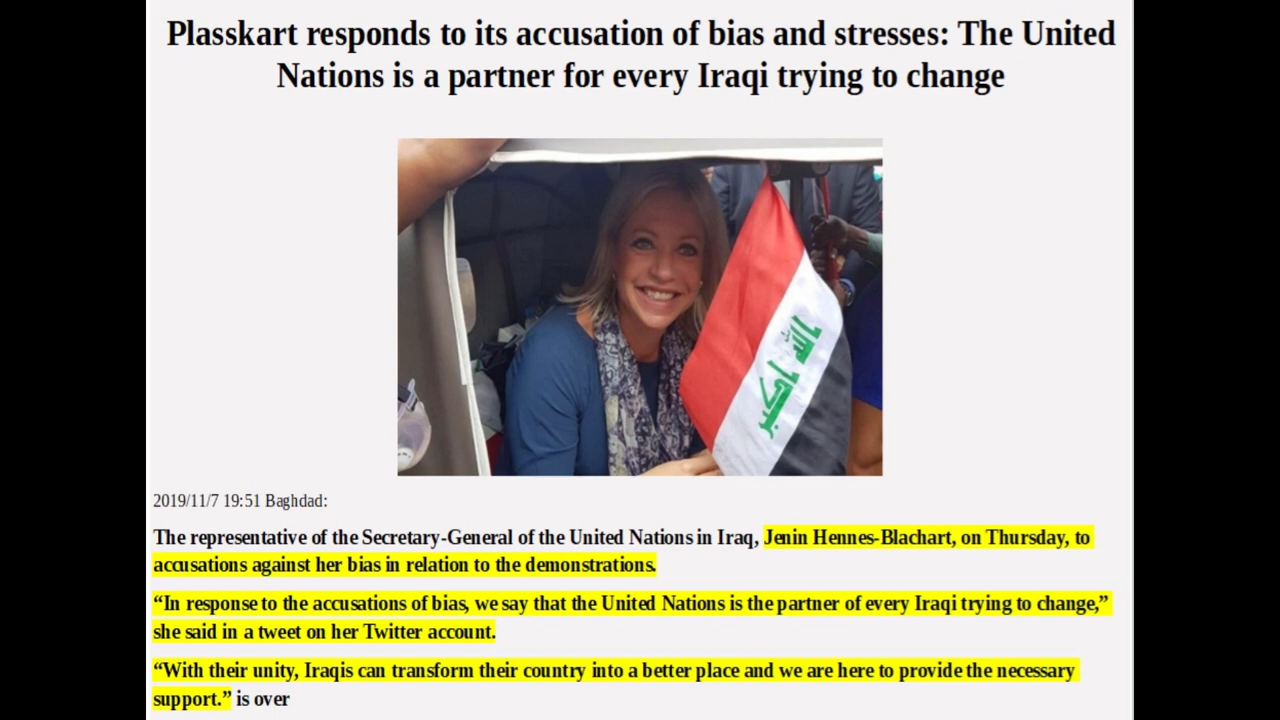 Plasskart responds to its accusation of bias and stresses: The United
Nations is a partner for every Iraqi trying to change
الله
اكبر
2019/11/7 19:51 Baghdad:
The representative of the Secretary-General of the United Nations in Iraq, Jenin Hennes-Blachart, on Thursday, to
accusations against her bias in relation to the demonstrations.
“In response to the accusations of bias, we say that the United Nations is the partner of every Iraqi trying to change,”
she said in a tweet on her Twitter account.
“With their unity, Iraqis can transform their country into a better place and we are here to provide the necessary
support.” is over